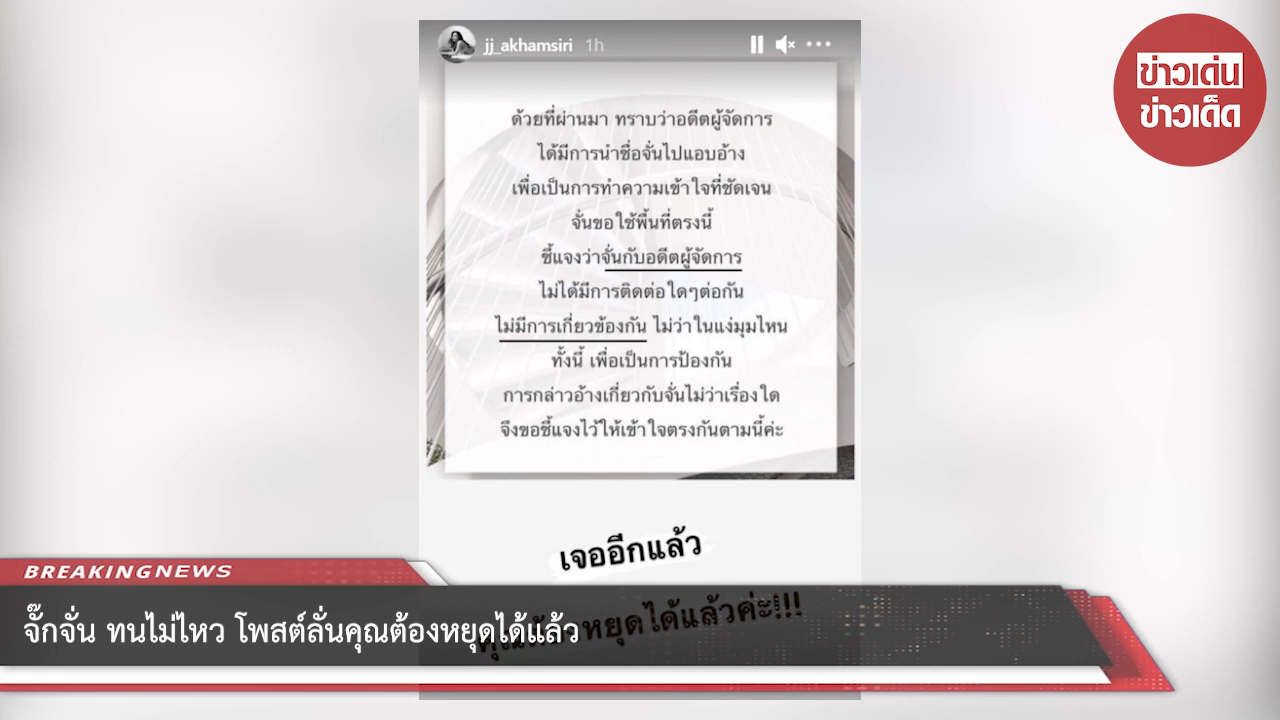 jj_akhamsiri 1h
ข่าวเด่น
ข่าวเด็ด
ด้วยที่ผ่านมา ทราบว่าอดีตผู้จัดการ
ได้มีการนำชื่อจั่นไปแอบอ้าง
เพื่อเป็นการทำความเข้าใจที่ชัดเจน
จั่นขอใช้พื้นที่ตรงนี้
ชี้แจงว่าจั่นกับอดีตผู้จัดการ
ไม่ได้มีการติดต่อใดๆต่อกัน
ไม่มีการเกี่ยวข้องกัน ไม่ว่าในแง่มุมไหน
ทั้งนี้ เพื่อเป็นการป้องกัน
การกล่าวอ้างเกี่ยวกับจั่นไม่ว่าเรื่องใด
จึงขอชี้แจงไว้ให้เข้าใจตรงกันตามนี้ค่ะ
เจออีกแล้ว
หยุดได้แล้วค่ะ!!!
BREAKINGNEWS
จั๊กจั่น ทนไม่ไหว โพสต์ลั่นคุณต้องหยุดได้แล้ว